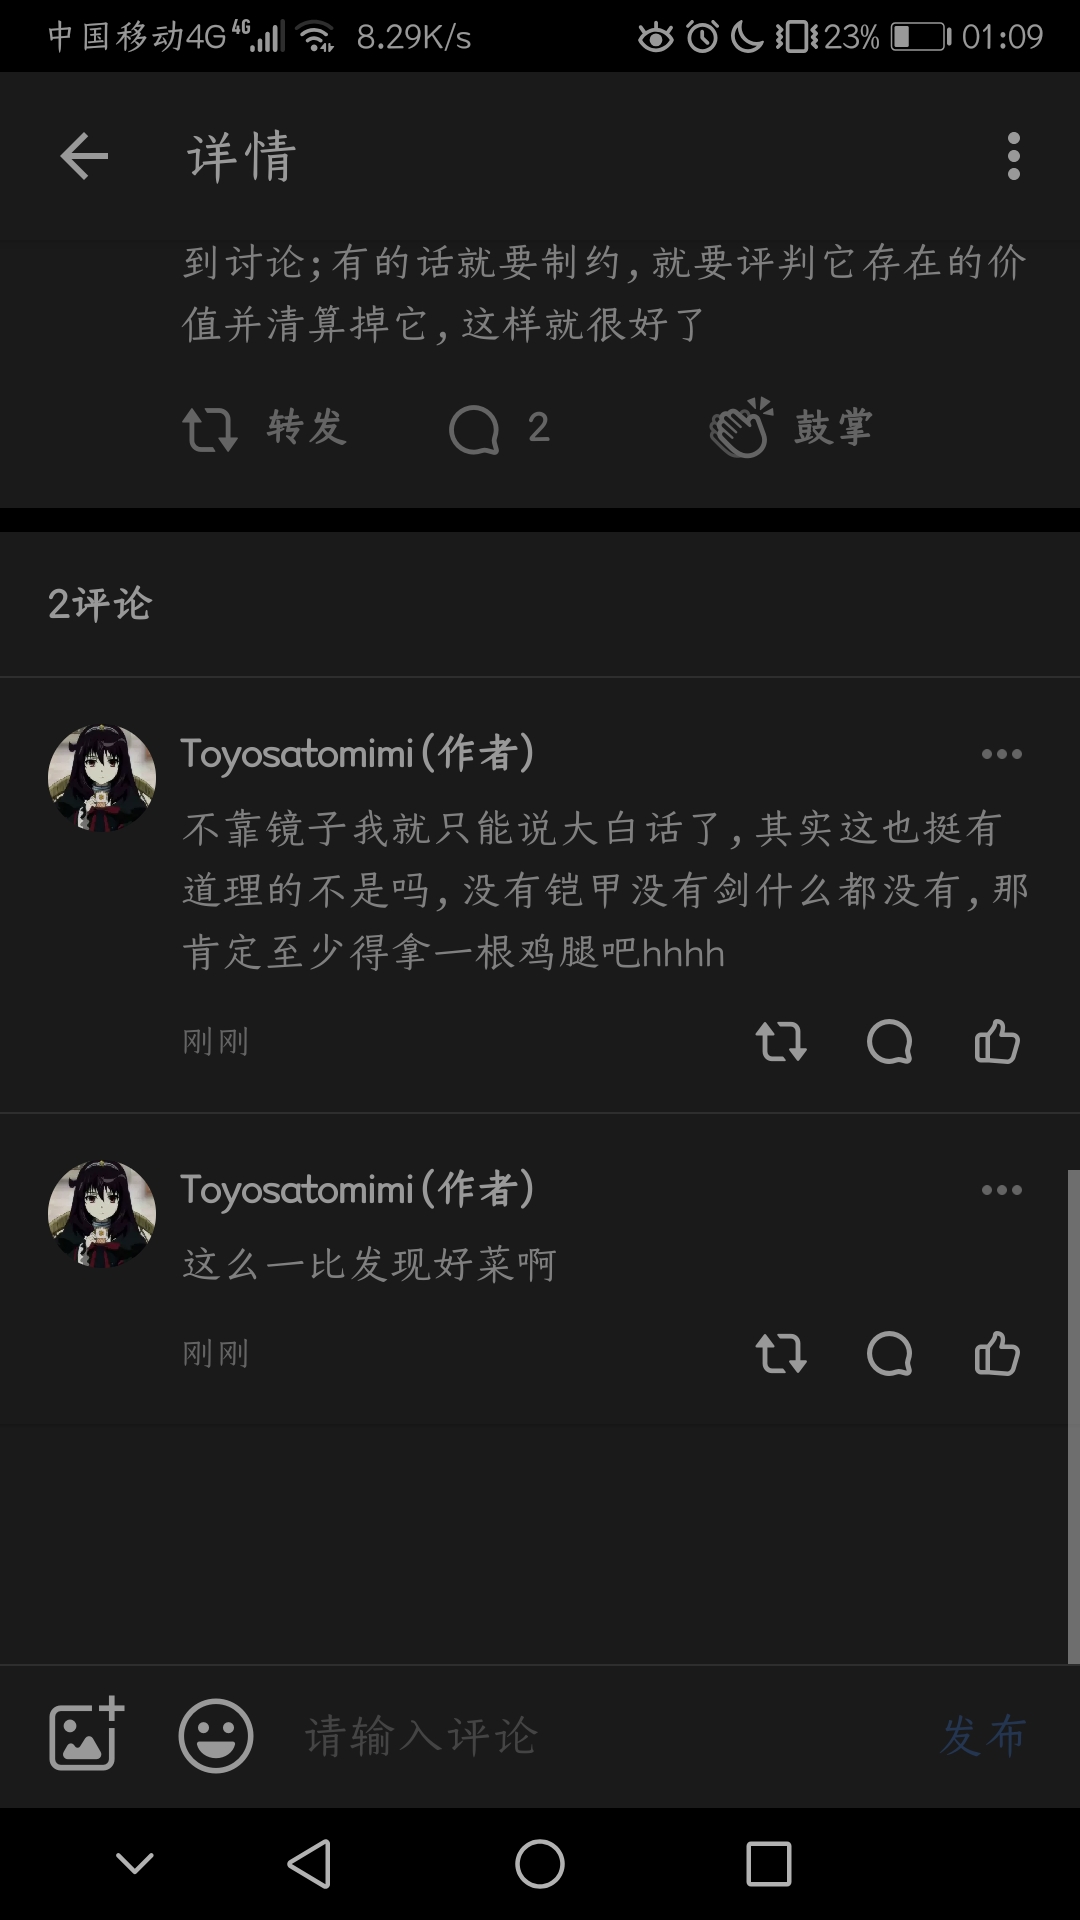 中国移动4G 4G 8.29K/s 23% 01:09
详情
到讨论;有的话就要制约,就要评判它存在的价
值并清算掉它,这样就很好了
转发 2 鼓掌
2评论
Toyosatomimi(作者)
不靠镜子我就只能说大白话了,其实这也挺有
道理的不是吗,没有铠甲没有剑什么都没有,那
肯定至少得拿一根鸡腿吧hhhh
刚刚
Toyosatomimi(作者)
这么一比发现好菜啊
刚刚
请输入评论 发布